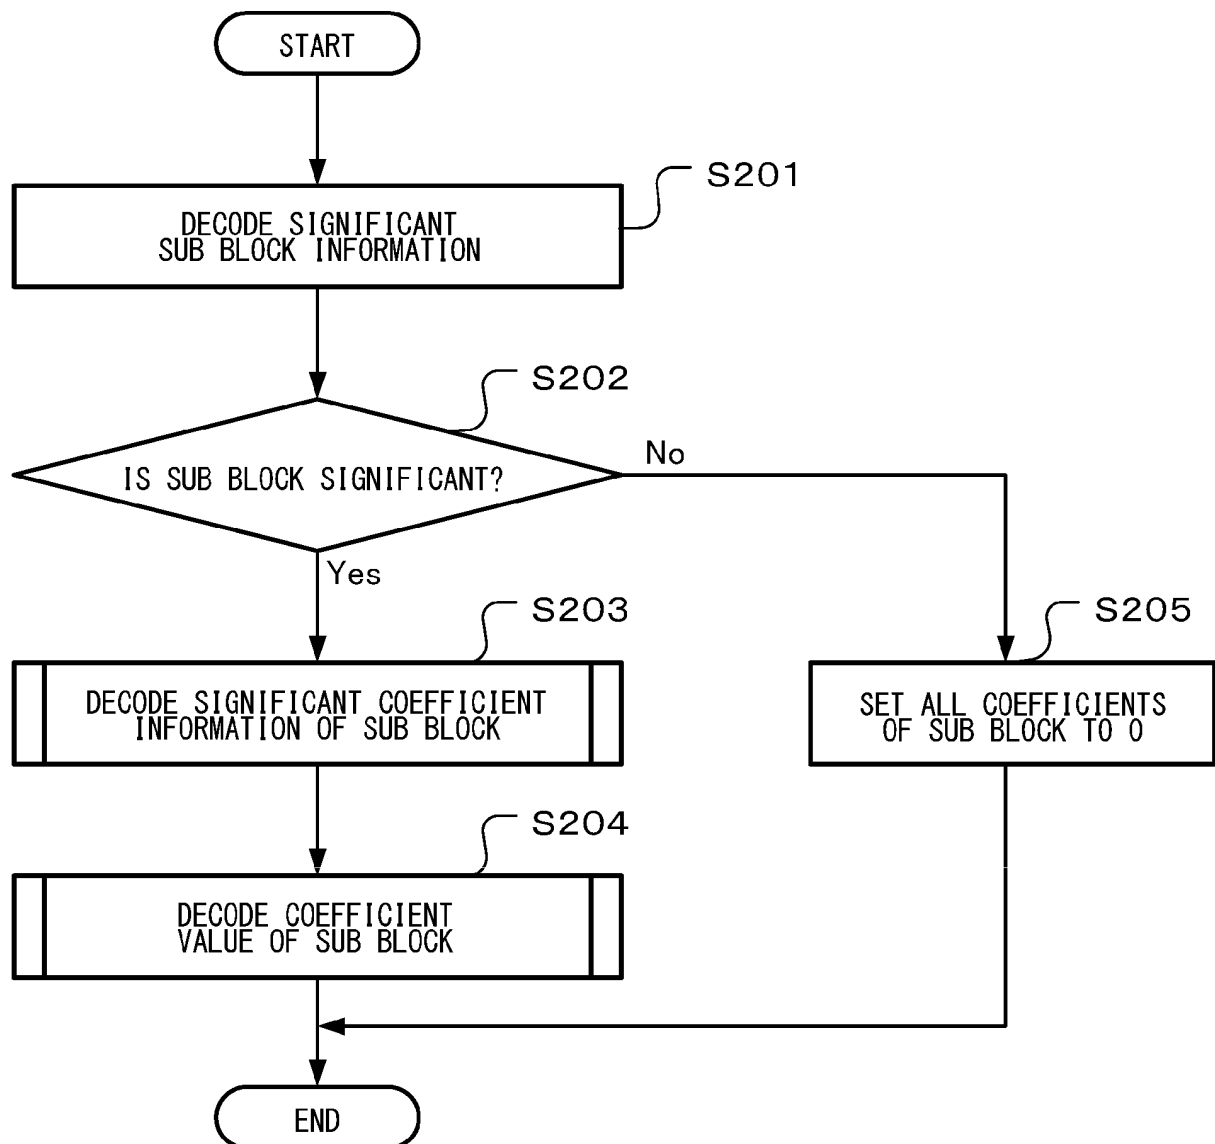 START
S201
DECODE SIGNIFICANT
SUB BLOCK INFORMATION
S202
IS SUB BLOCK SIGNIFICANT?
No
Yes
S203
DECODE SIGNIFICANT COEFFICIENT
INFORMATION OF SUB BLOCK
S205
SET ALL COEFFICIENTS
OF SUB BLOCK TO 0
S204
DECODE COEFFICIENT
VALUE OF SUB BLOCK
END